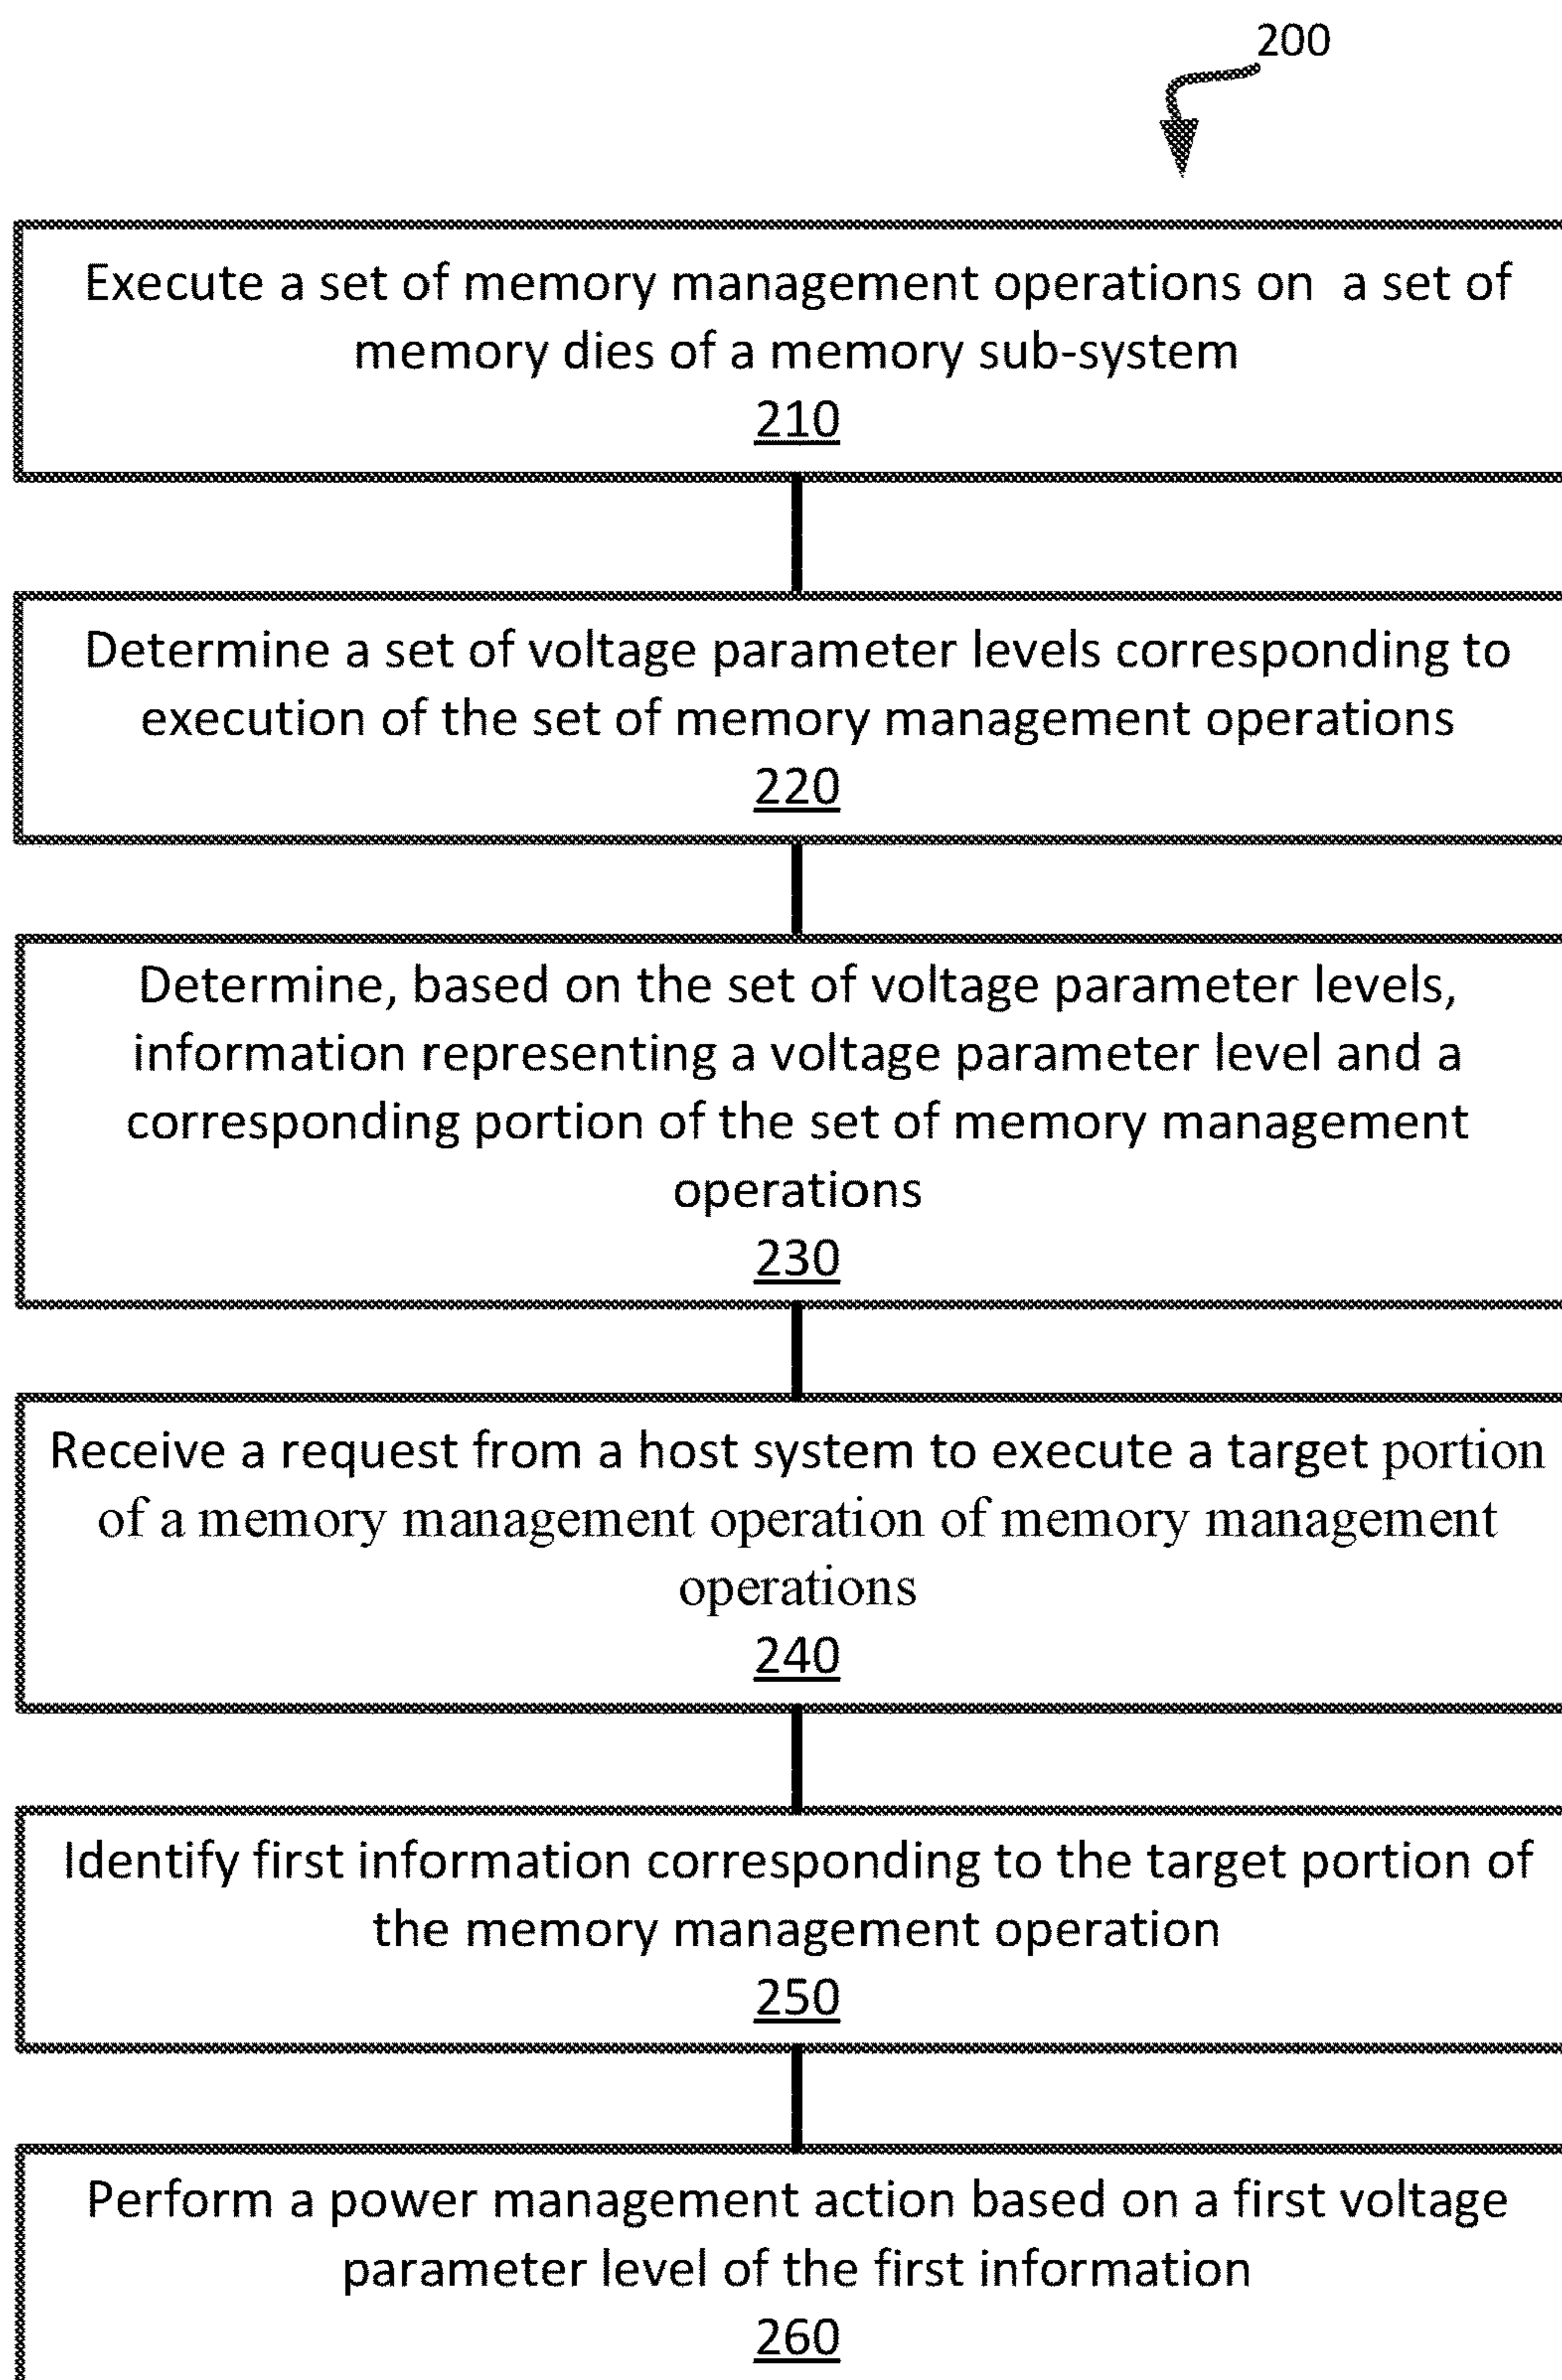 200
Execute a set of memory management operations on a set of
memory dies of a memory sub-system
210
Determine a set of voltage parameter levels corresponding to
execution of the set of memory management operations
220
Determine, based on the set of voltage parameter levels,
information representing a voltage parameter level and a
corresponding portion of the set of memory management
operations
230
Receive a request from a host system to execute a target portion
of a memory management operation of memory management
operations
240
Identify first information corresponding to the target portion of
the memory management operation
250
Perform a power management action based on a first voltage
parameter level of the first information
260